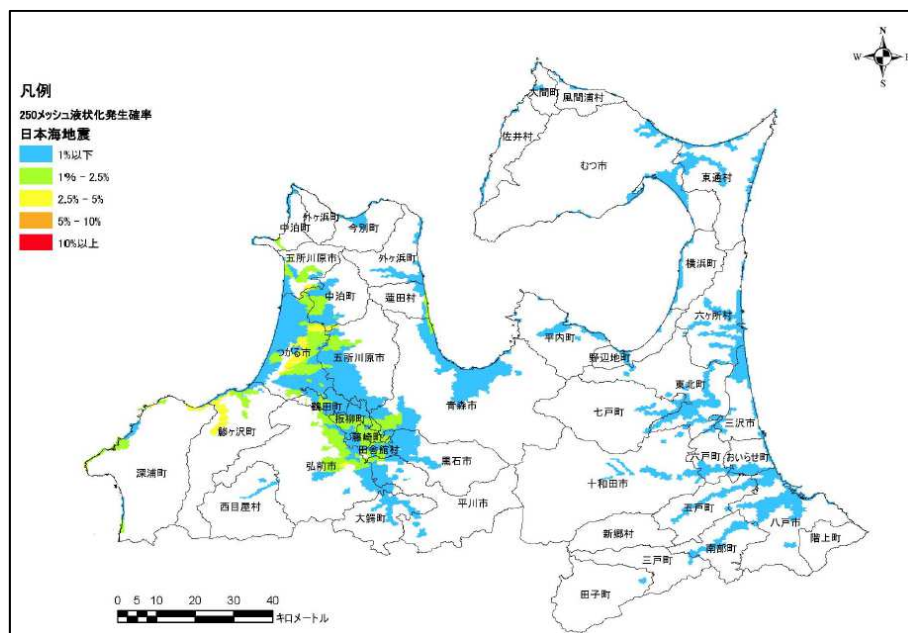 N
W
E
S
凡例
250メッシュ液状化発生確率
日本海地震
1%以下
1% - 2.5%
2.5% - 5%
5% - 10%
10%以上
大間町
風間浦村
佐井村
むつ市
東通村
外ヶ浜町
中泊町
今別町
五所川原市
外ヶ浜町
中泊町
蓬田村
横浜町
六ヶ所村
平内町
野辺地町
つがる市
五所川原市
東北町
鶴田町
青森市
七戸町
板柳町
三沢市
鰺ヶ沢町
藤崎町
田舎館村
黒石市
六戸町
おいらせ町
深浦町
弘前市
十和田市
西目屋村
平川市
五戸町
大鰐町
八戸市
新郷村
階上町
南部町
三戸町
田子町
0 5 10 20 30 40
キロメートル